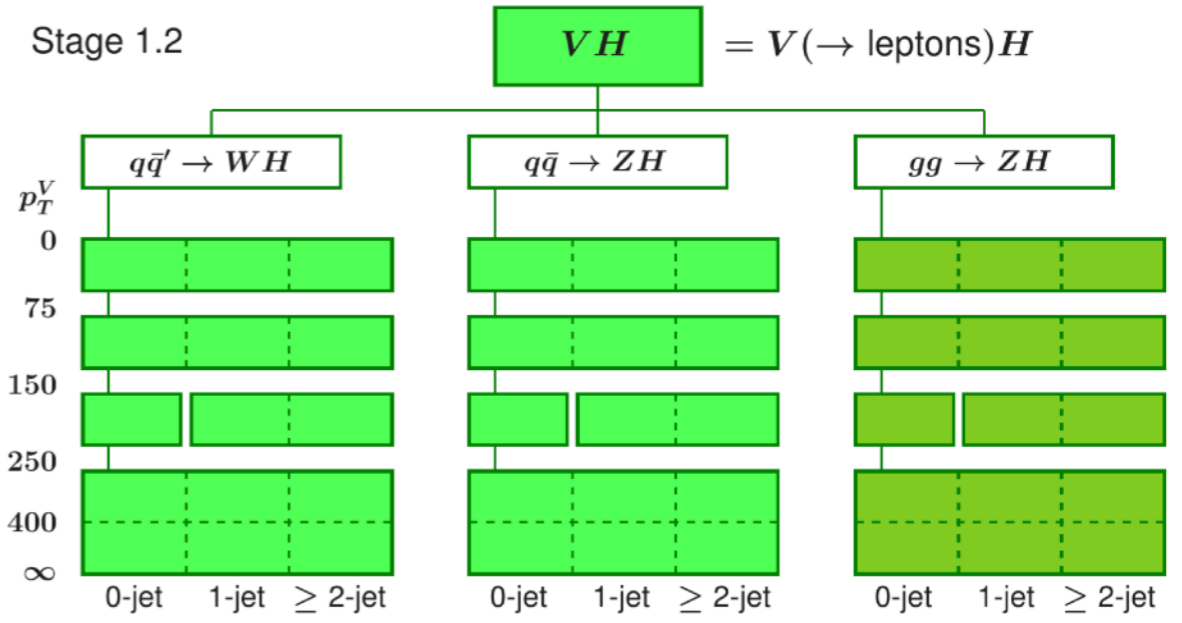 Stage 1.2
VH = V(→ leptons)H
qq̄′ → WH
qq̄ → ZH
gg → ZH
p_T^V
0
75
150
250
400
∞
0-jet 1-jet ≥ 2-jet
0-jet 1-jet ≥ 2-jet
0-jet 1-jet ≥ 2-jet